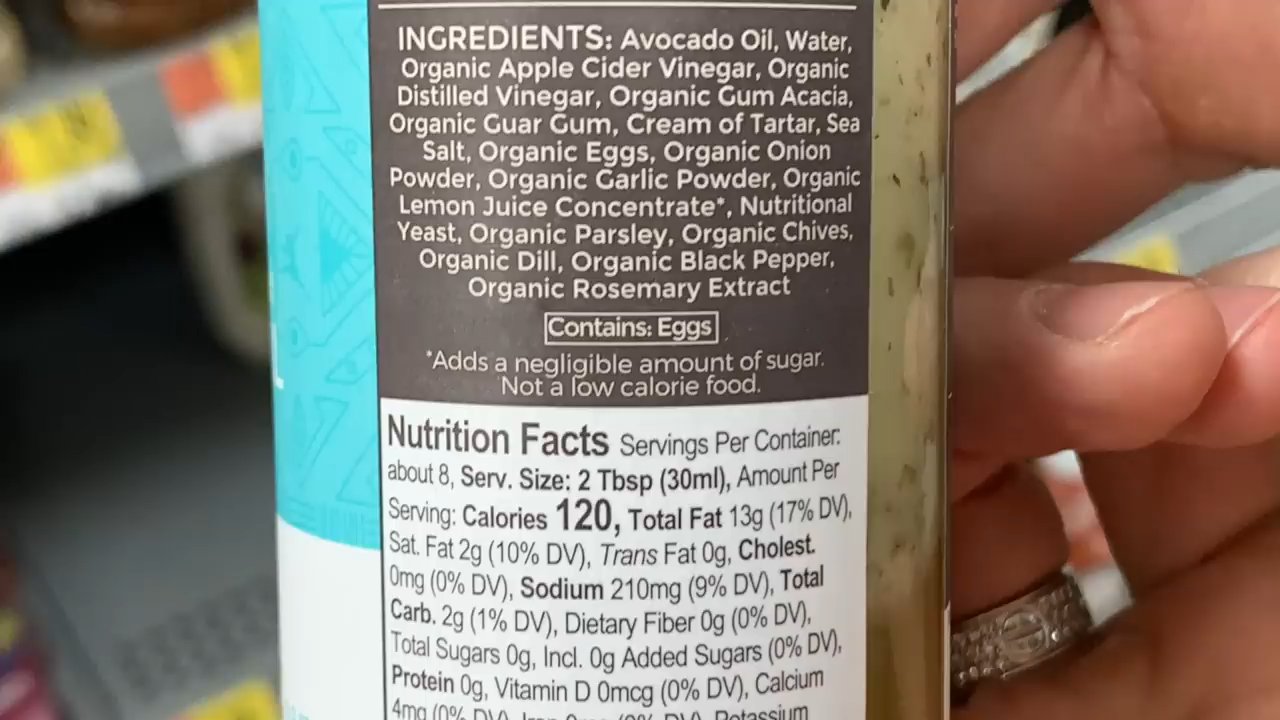 INGREDIENTS: Avocado Oil, Water,
Organic Apple Cider Vinegar, Organic
Distilled Vinegar, Organic Gum Acacia,
Organic Guar Gum, Cream of Tartar, Sea
Salt, Organic Eggs, Organic Onion
Powder, Organic Garlic Powder, Organic
Lemon Juice Concentrate*, Nutritional
Yeast, Organic Parsley, Organic Chives,
Organic Dill, Organic Black Pepper,
Organic Rosemary Extract
Contains: Eggs
*Adds a negligible amount of sugar.
Not a low calorie food.
Nutrition Facts Servings Per Container:
about 8, Serv. Size: 2 Tbsp (30ml), Amount Per
Serving: Calories 120, Total Fat 13g (17% DV),
Sat. Fat 2g (10% DV), Trans Fat 0g, Cholest.
0mg (0% DV), Sodium 210mg (9% DV), Total
Carb. 2g (1% DV), Dietary Fiber 0g (0% DV),
Total Sugars 0g, Incl. 0g Added Sugars (0% DV),
Protein 0g, Vitamin D 0mcg (0% DV), Calcium
4mg (0% DV), Potassium